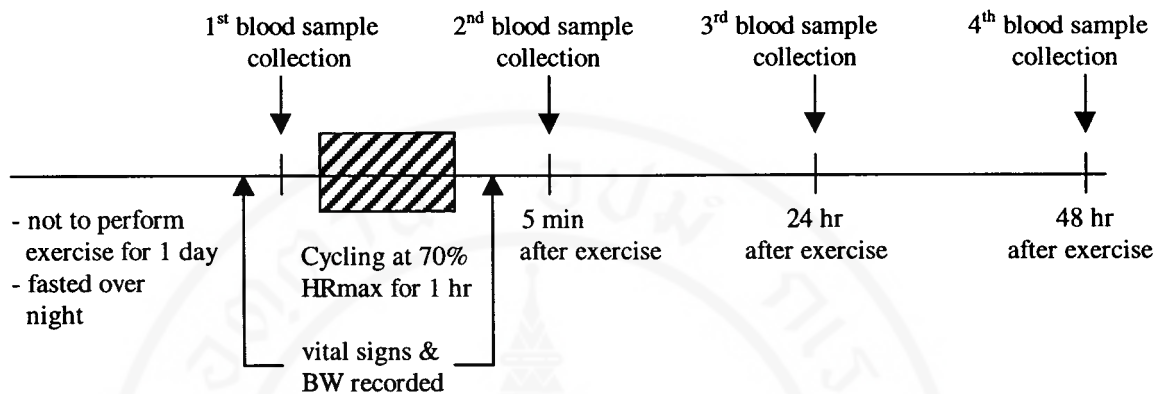 1st blood sample
collection
2nd blood sample
collection
3rd blood sample
collection
4th blood sample
collection
- not to perform
exercise for 1 day
- fasted over
night
Cycling at 70%
HRmax for 1 hr
5 min
after exercise
24 hr
after exercise
48 hr
after exercise
vital signs &
BW recorded